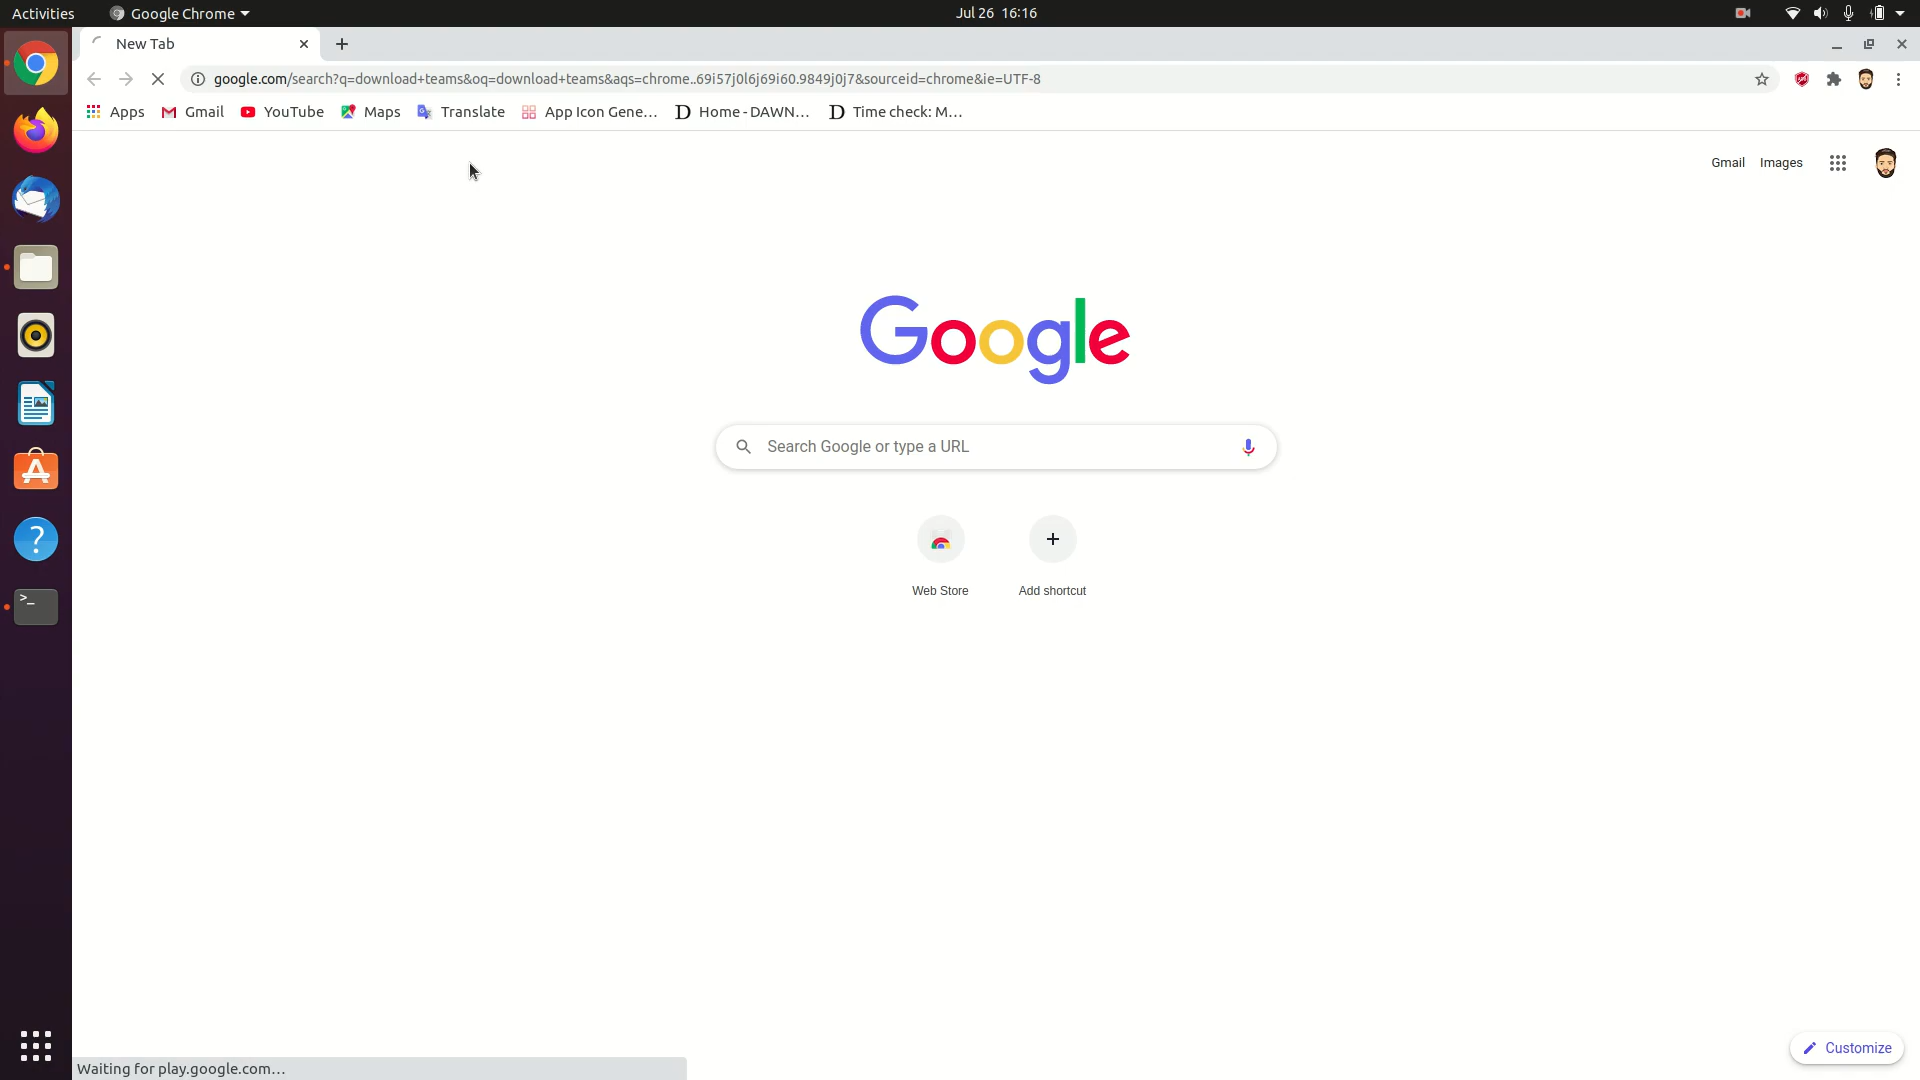 Activities
Google Chrome
Jul 26 16:16
New Tab
google.com/search?q=download+teams&oq=download+teams&aqs=chrome..69i57j0l6j69i60.9849j0j7&sourceid=chrome&ie=UTF-8
Apps
Gmail
YouTube
Maps
Translate
App Icon Gene...
D Home - DAWN...
D Time check: M...
Gmail
Images
Google
Search Google or type a URL
Web Store
Add shortcut
Customize
Waiting for play.google.com...